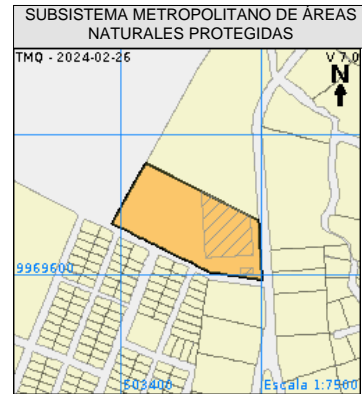 SUBSISTEMA METROPOLITANO DE ÁREAS
NATURALES PROTEGIDAS
TMQ - 2024-02-26
V 7.0
N
9969600
503400
Escala 1:7500